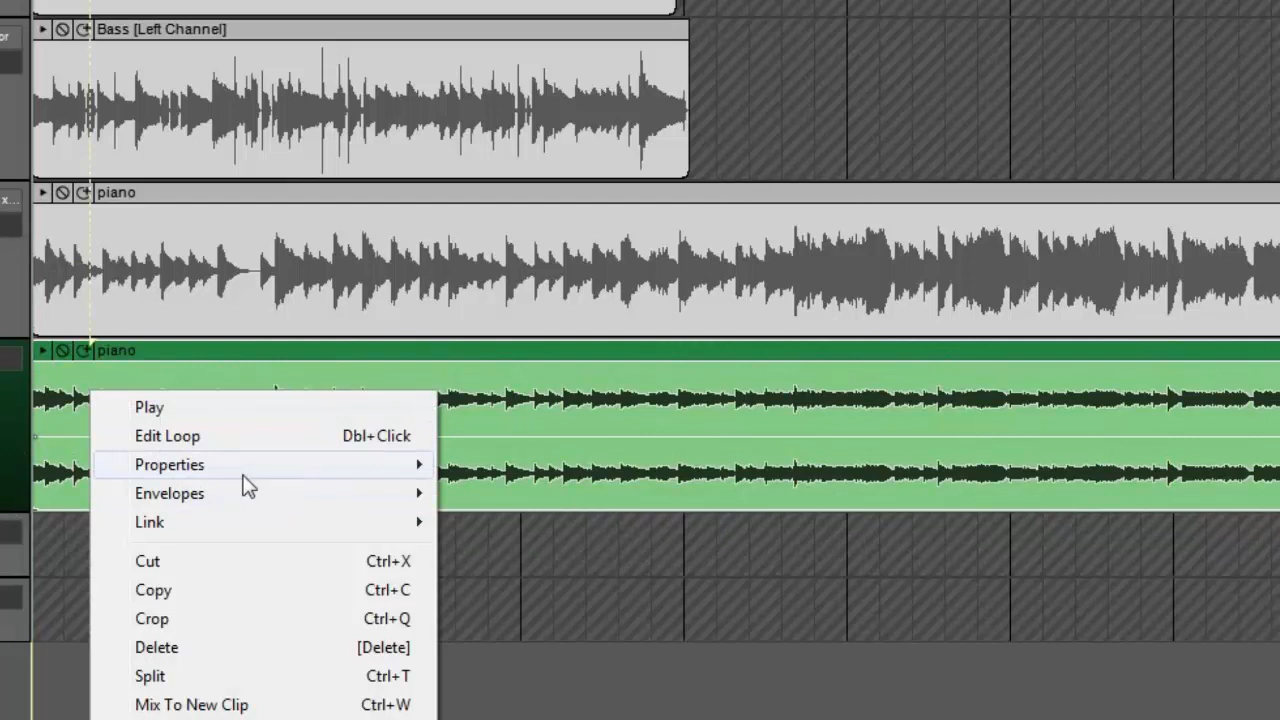 or
Bass [Left Channel]
x...
piano
piano
Play
Edit Loop Dbl+Click
Properties
Envelopes
Link
Cut Ctrl+X
Copy Ctrl+C
Crop Ctrl+Q
Delete [Delete]
Split Ctrl+T
Mix To New Clip Ctrl+W